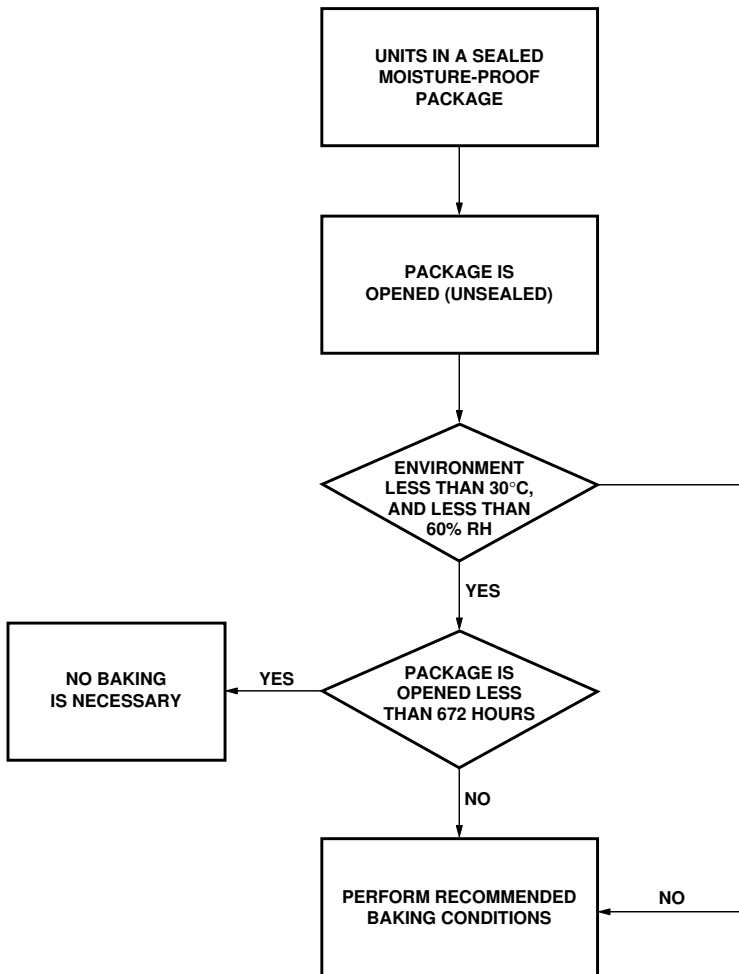 UNITS IN A SEALED
MOISTURE-PROOF
PACKAGE
PACKAGE IS
OPENED (UNSEALED)
ENVIRONMENT
LESS THAN 30°C,
AND LESS THAN
60% RH
YES
NO BAKING
IS NECESSARY
YES
PACKAGE IS
OPENED LESS
THAN 672 HOURS
NO
PERFORM RECOMMENDED
BAKING CONDITIONS
NO